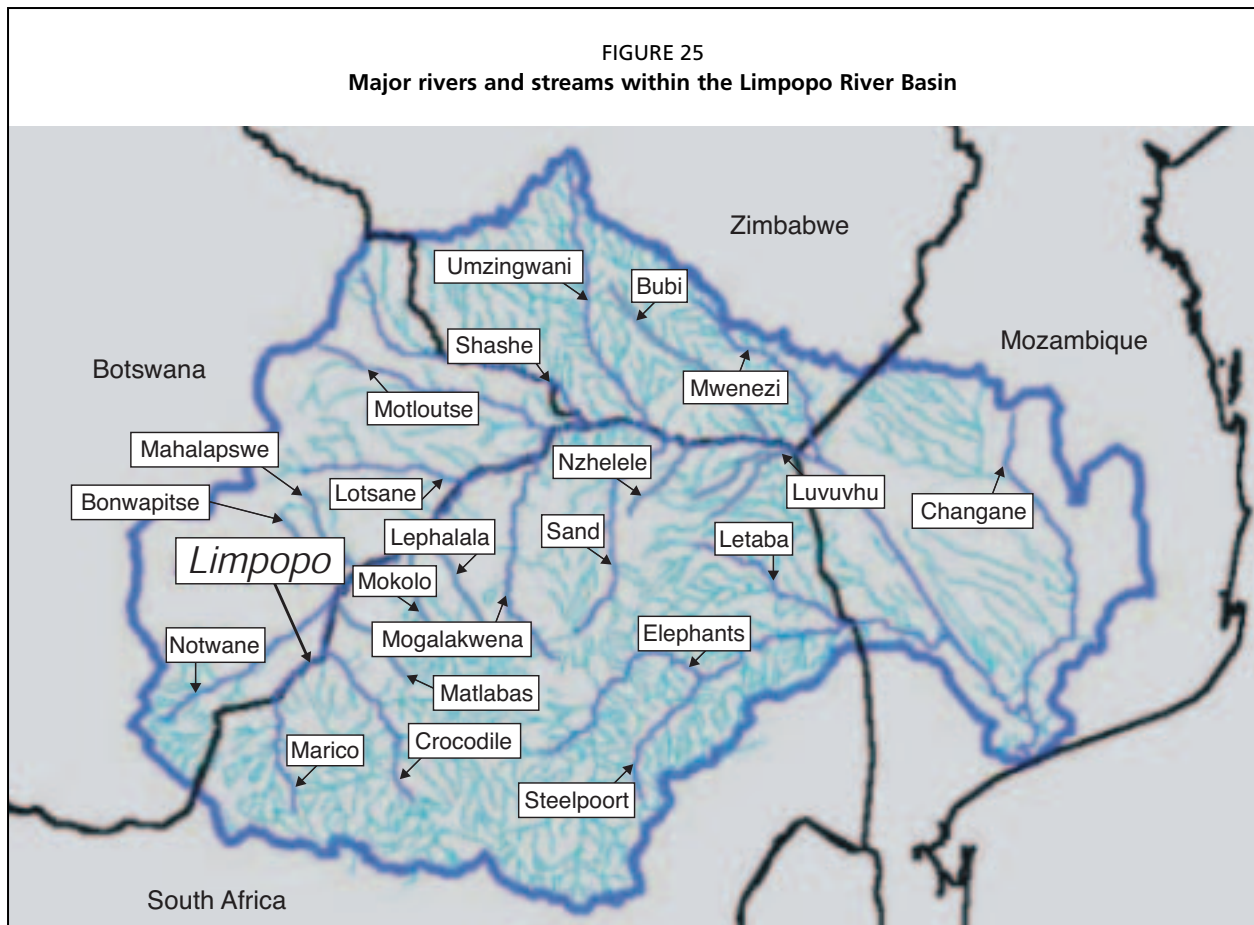 FIGURE 25
Major rivers and streams within the Limpopo River Basin
Zimbabwe
Umzingwani
Bubi
Mozambique
Shashe
Botswana
Mwenezi
Motloutse
Mahalapswe
Nzhelele
Lotsane
Luvuvhu
Bonwapitse
Changane
Lephalala
Sand
Letaba
Limpopo
Mokolo
Mogalakwena
Elephants
Notwane
Matlabas
Marico
Crocodile
Steelpoort
South Africa